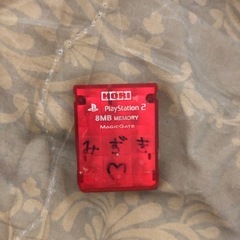 HORI
PlayStation 2
8MB MEMORY
MAGICGATE
みずき
♡